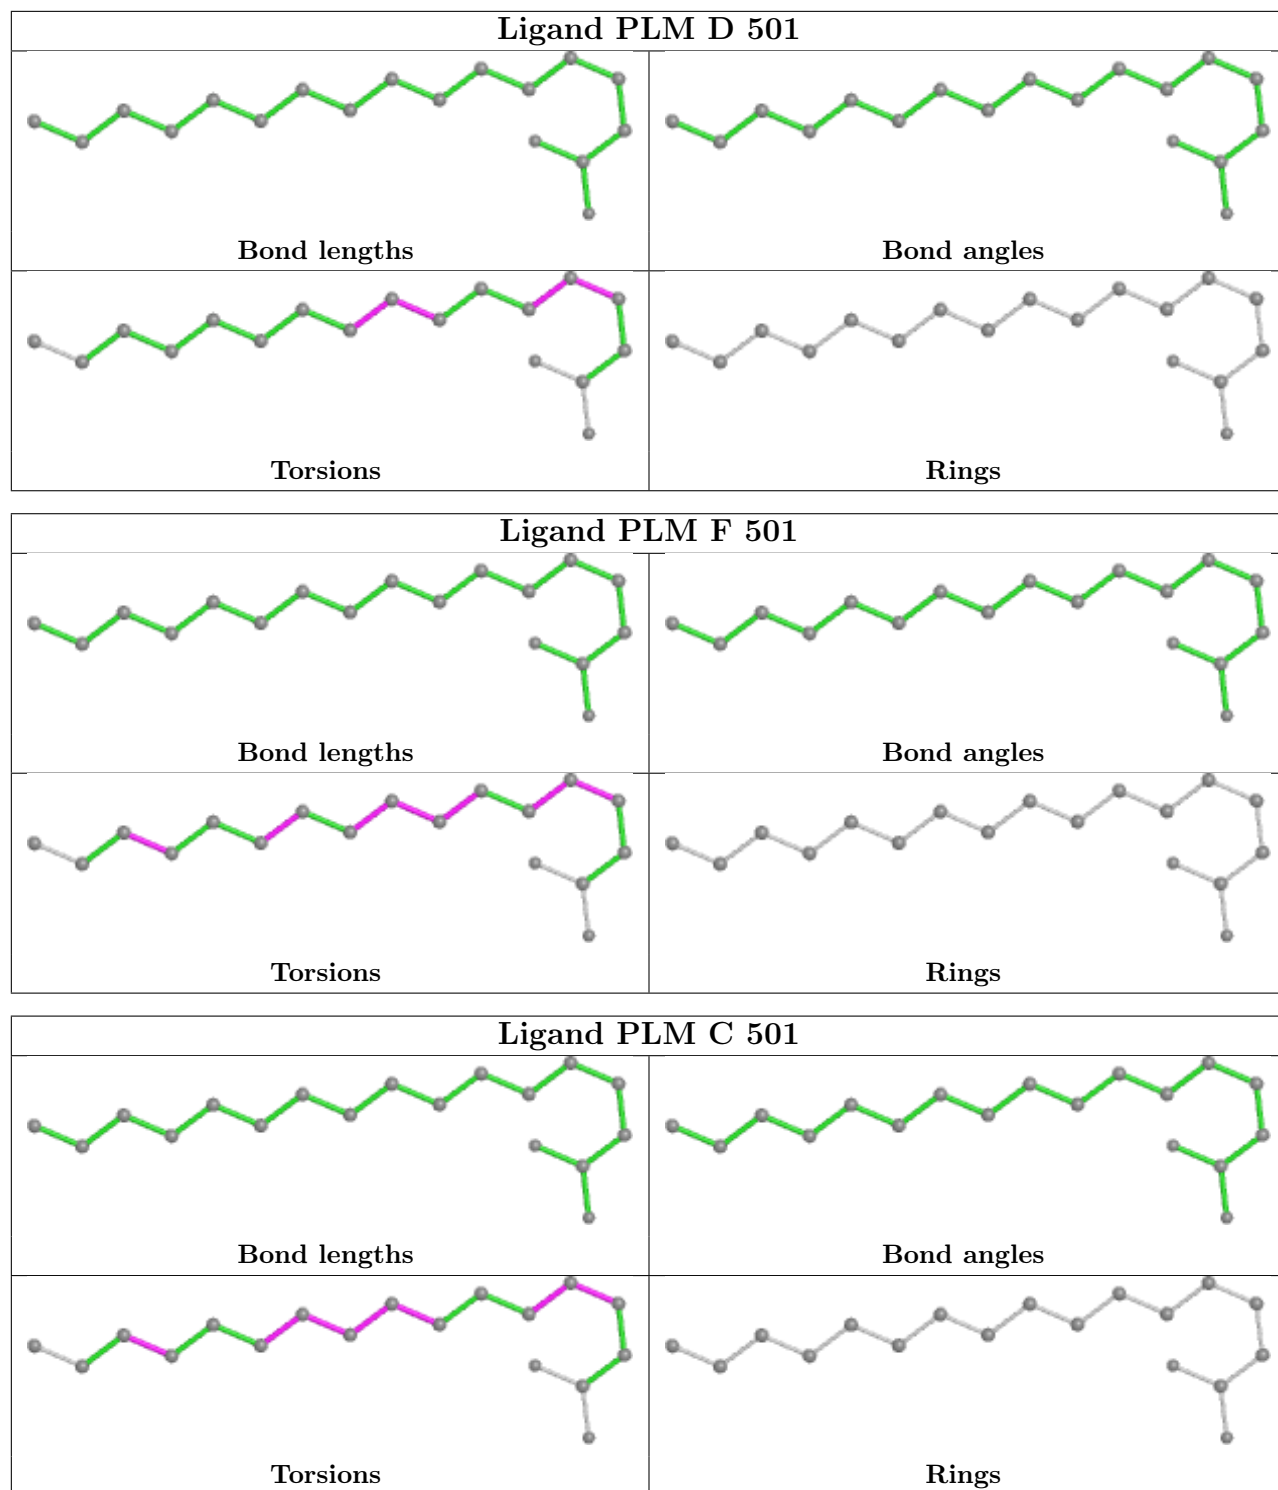 Ligand PLM D 501
Bond lengths
Bond angles
Torsions
Rings
Ligand PLM F 501
Bond lengths
Bond angles
Torsions
Rings
Ligand PLM C 501
Bond lengths
Bond angles
Torsions
Rings